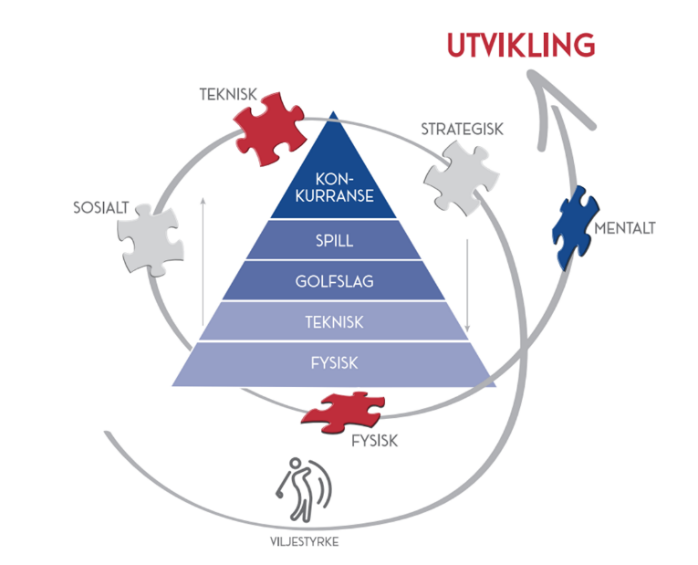 UTVIKLING
TEKNISK
STRATEGISK
KON-
KURRANSE
SOSIALT
MENTALT
SPILL
GOLFSLAG
TEKNISK
FYSISK
FYSISK
VILJESTYRKE